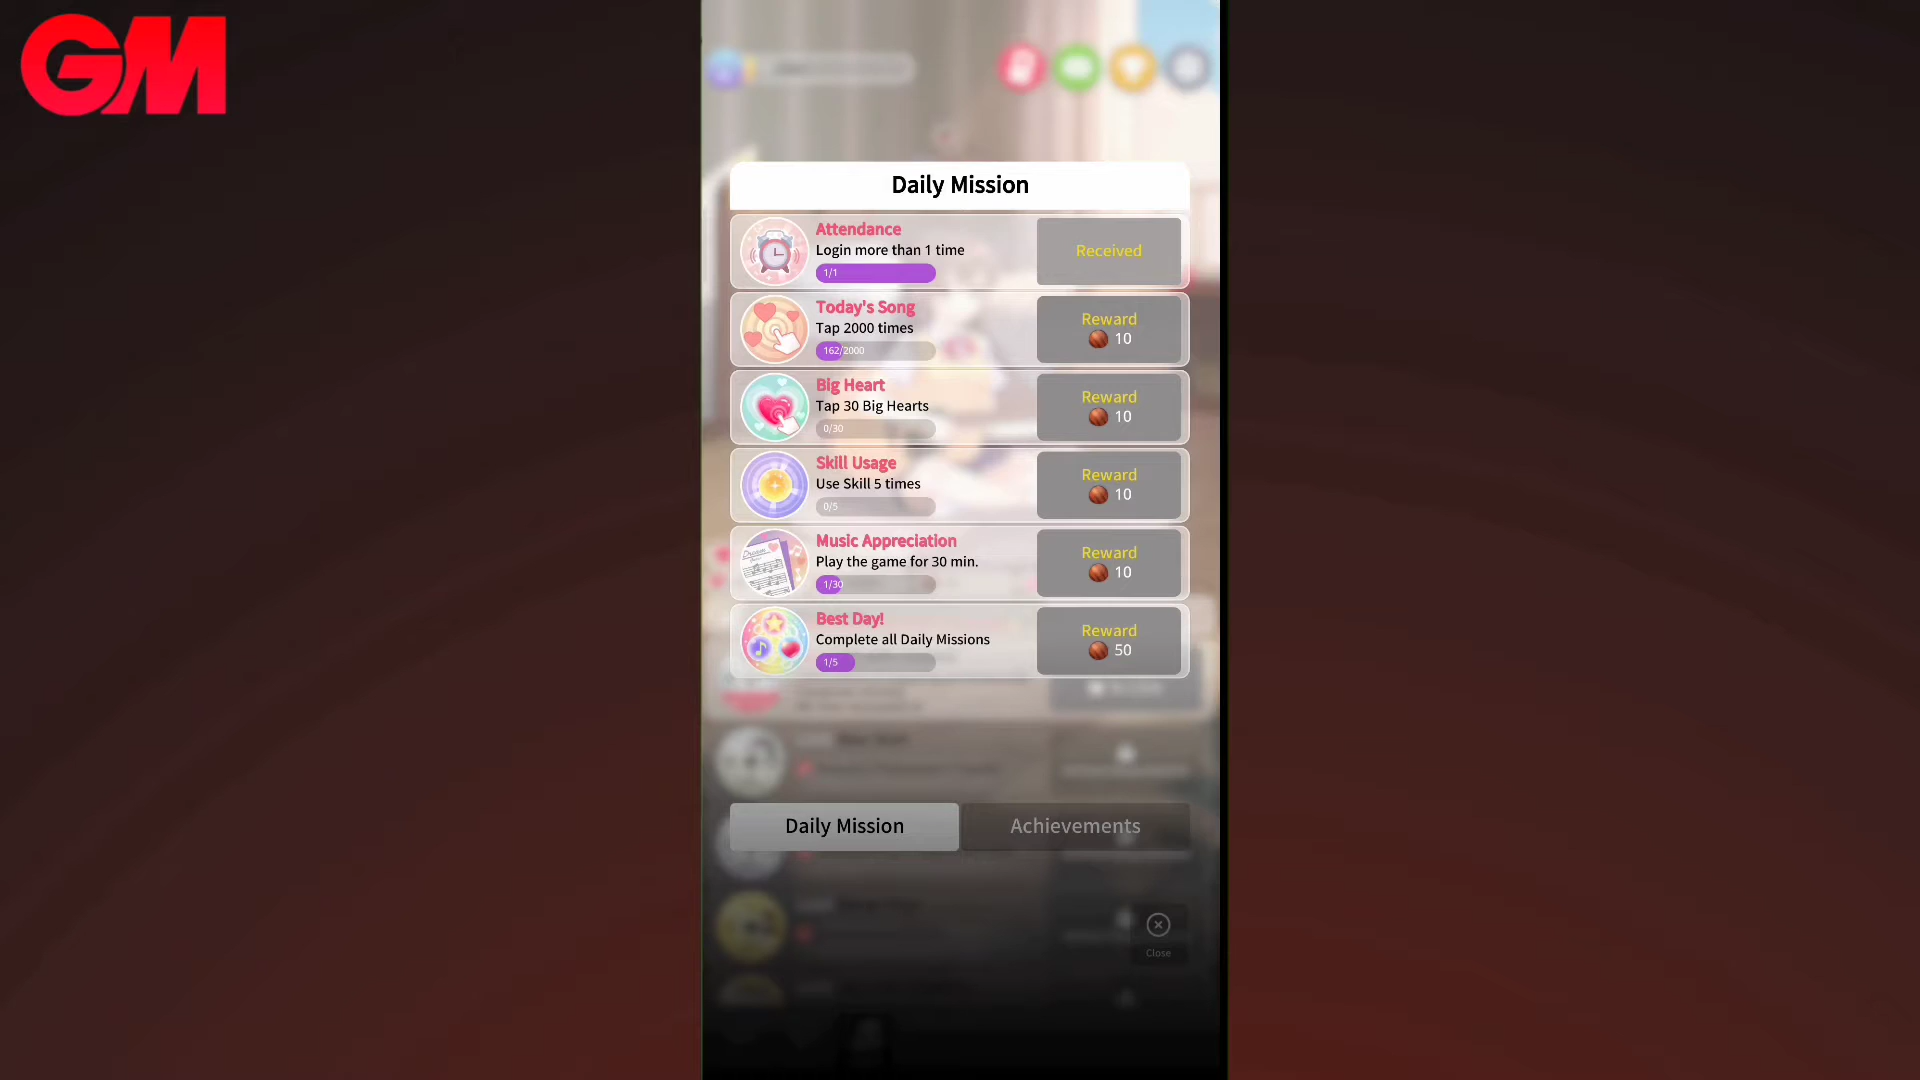 GM
Daily Mission
Attendance
Login more than 1 time
1/1
Received
Today's Song
Tap 2000 times
162/2000
Reward
10
Big Heart
Tap 30 Big Hearts
0/30
Reward
10
Skill Usage
Use Skill 5 times
0/5
Reward
10
Music Appreciation
Play the game for 30 min.
1/30
Reward
10
Best Day!
Complete all Daily Missions
1/5
Reward
50
Daily Mission
Achievements
Close